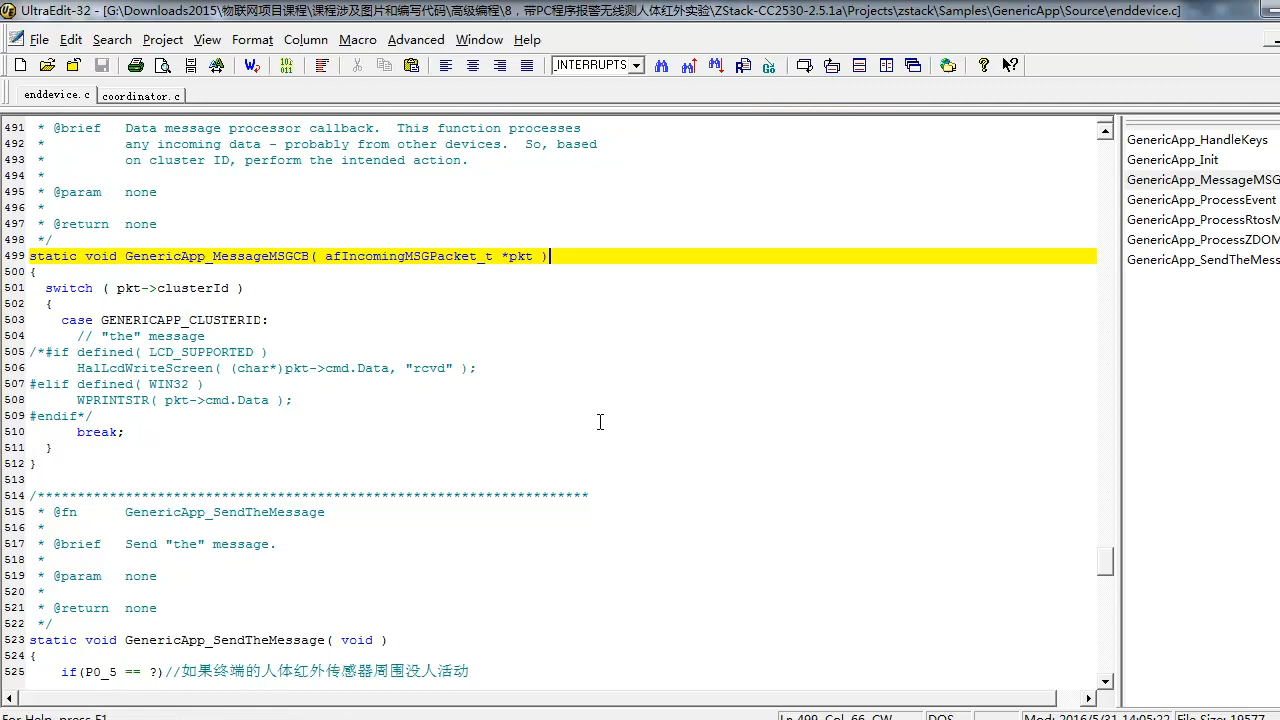 UltraEdit-32 - [G:\Downloads2015\物联网项目课程\课程涉及图片和编写代码\高级编程\8，带PC程序报警无线测人体红外实验\ZStack-CC2530-2.5.1a\Projects\zstack\Samples\GenericApp\Source\enddevice.c]
File Edit Search Project View Format Column Macro Advanced Window Help
_INTERRUPTS
enddevice.c coordinator.c
491 * @brief Data message processor callback. This function processes
492 * any incoming data - probably from other devices. So, based
493 * on cluster ID, perform the intended action.
494 *
495 * @param none
496 *
497 * @return none
498 */
499 static void GenericApp_MessageMSGCB( afIncomingMSGPacket_t *pkt )
500 {
501 switch ( pkt->clusterId )
502 {
503 case GENERICAPP_CLUSTERID:
504 // "the" message
505 /*#if defined( LCD_SUPPORTED )
506 HalLcdWriteScreen( (char*)pkt->cmd.Data, "rcvd" );
507 #elif defined( WIN32 )
508 WPRINTSTR( pkt->cmd.Data );
509 #endif*/
510 break;
511 }
512 }
513
514 /*********************************************************************
515 * @fn GenericApp_SendTheMessage
516 *
517 * @brief Send "the" message.
518 *
519 * @param none
520 *
521 * @return none
522 */
523 static void GenericApp_SendTheMessage( void )
524 {
525 if(P0_5 == ?)//如果终端的人体红外传感器周围没人活动
GenericApp_HandleKeys
GenericApp_Init
GenericApp_MessageMSG
GenericApp_ProcessEvent
GenericApp_ProcessRtosM
GenericApp_ProcessZDOM
GenericApp_SendTheMess
For Help, press F1 Ln 499, Col. 66, CW DOS Mod: 2016/5/31 14:05:22 File Size: 19577